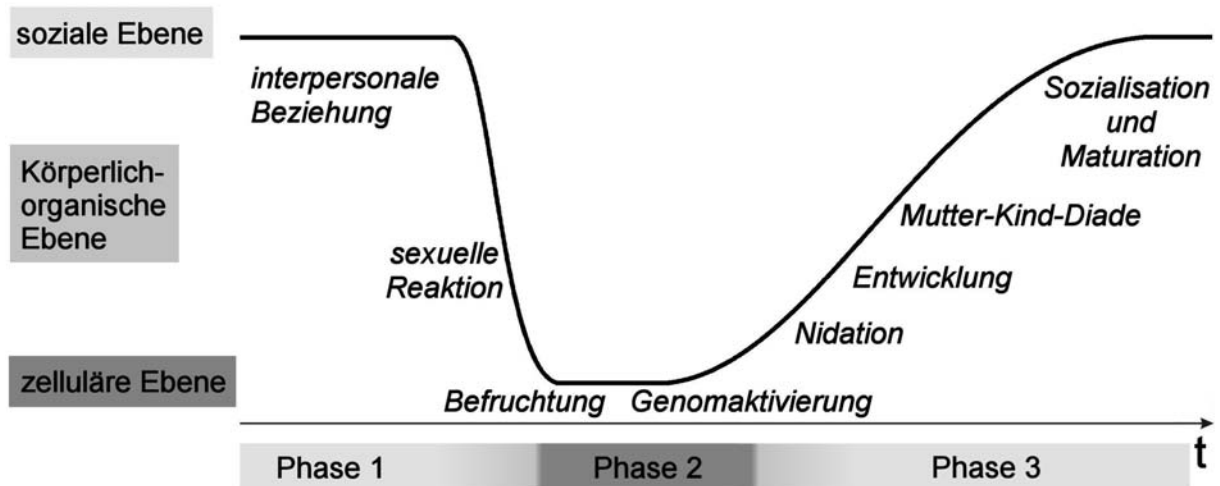 soziale Ebene
interpersonale
Beziehung
Sozialisation
und
Maturation
Körperlich-
organische
Ebene
Mutter-Kind-Diade
sexuelle
Reaktion
Entwicklung
Nidation
zelluläre Ebene
Befruchtung
Genomaktivierung
t
Phase 1
Phase 2
Phase 3